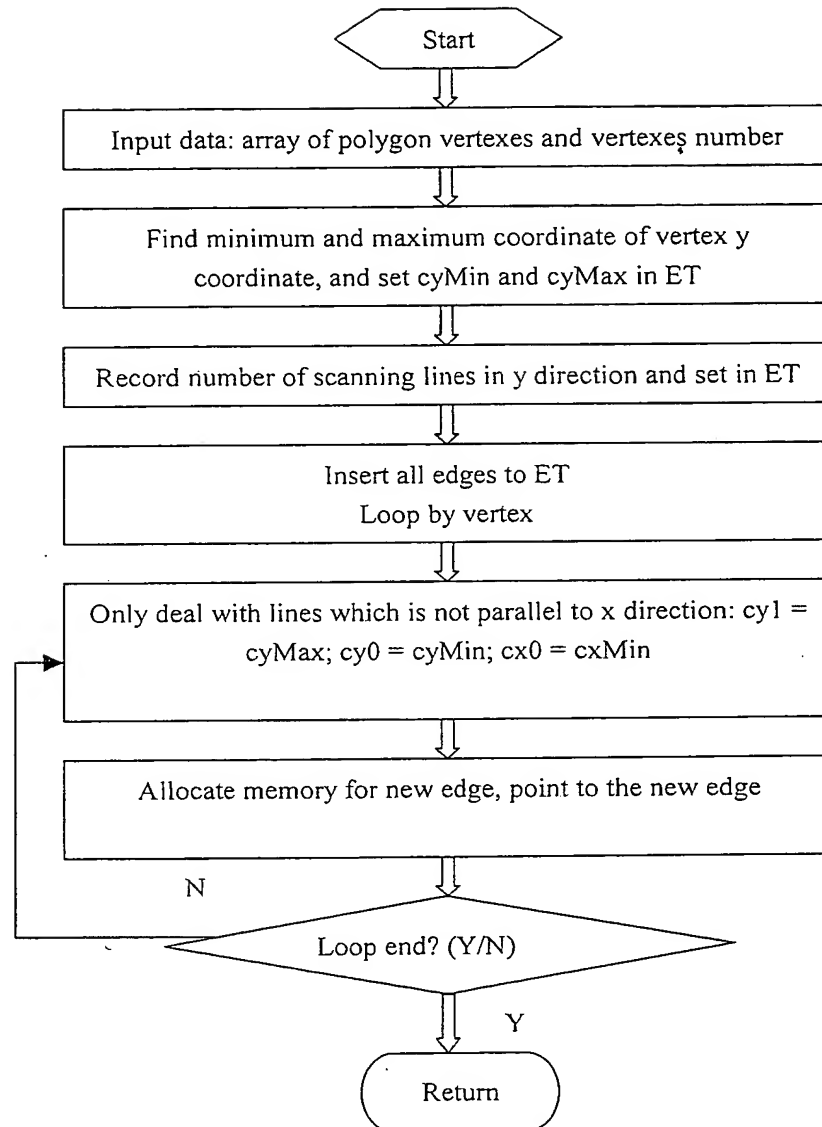 Start
Input data: array of polygon vertexes and vertexes number
Find minimum and maximum coordinate of vertex y
coordinate, and set cyMin and cyMax in ET
Record number of scanning lines in y direction and set in ET
Insert all edges to ET
Loop by vertex
Only deal with lines which is not parallel to x direction: cy1 =
cyMax; cy0 = cyMin; cx0 = cxMin
Allocate memory for new edge, point to the new edge
N
Loop end? (Y/N)
Y
Return